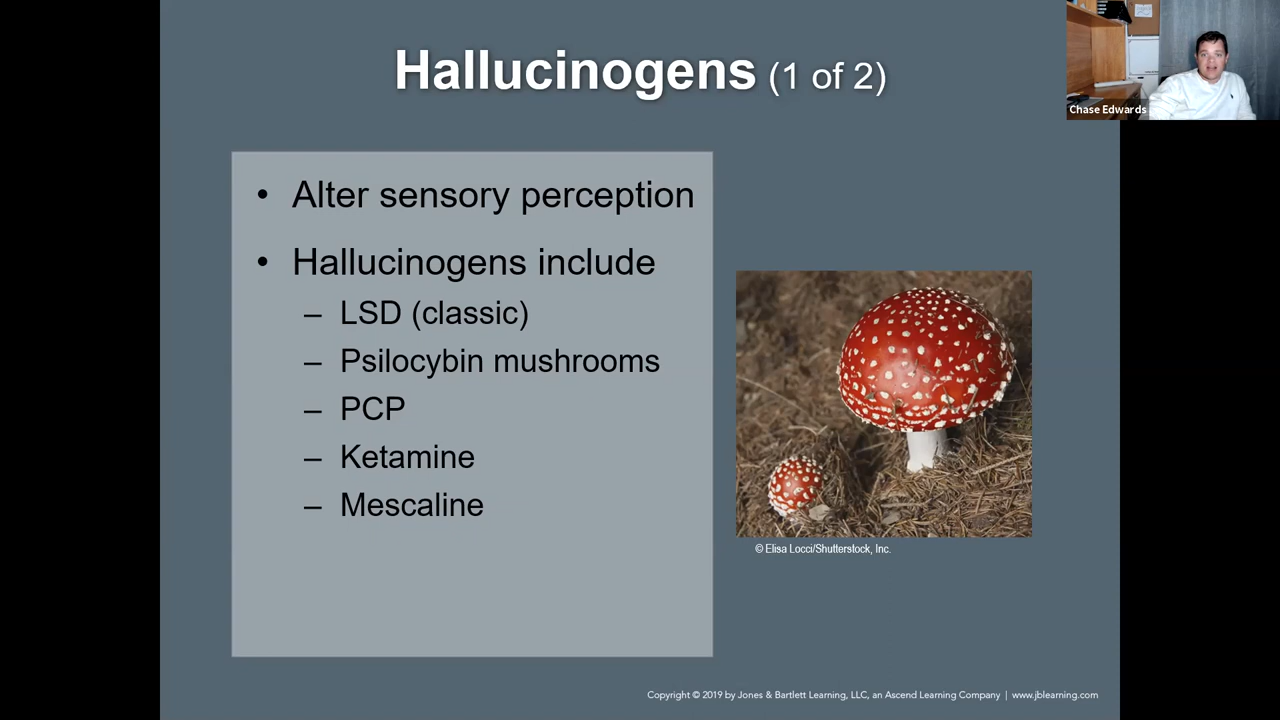 Hallucinogens (1 of 2)
Chase Edwards
• Alter sensory perception
• Hallucinogens include
– LSD (classic)
– Psilocybin mushrooms
– PCP
– Ketamine
– Mescaline
© Elisa Locci/Shutterstock, Inc.
Copyright © 2019 by Jones & Bartlett Learning, LLC, an Ascend Learning Company | www.jblearning.com